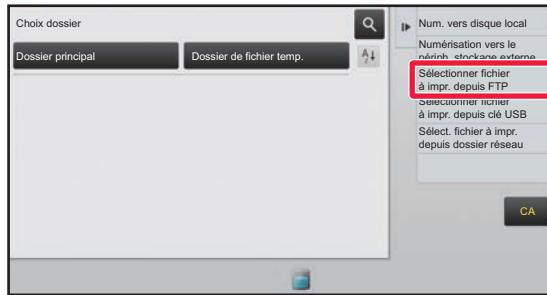 Choix dossier
Dossier principal
Dossier de fichier temp.
Num. vers disque local
Numérisation vers le
périph. stockage externe
Sélectionner fichier
à impr. depuis FTP
Sélectionner fichier
à impr. depuis clé USB
Sélect. fichier à impr.
depuis dossier réseau
CA